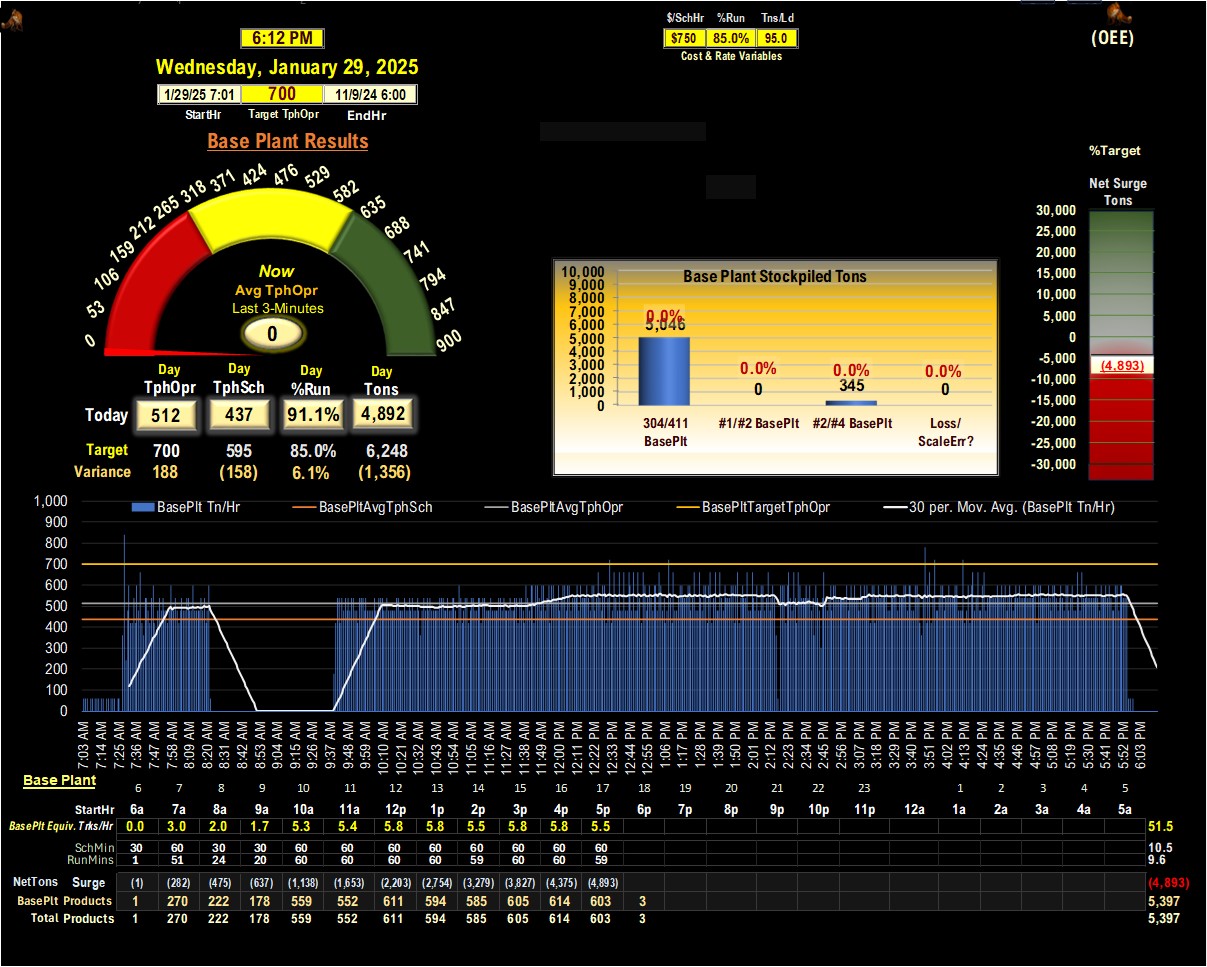 $/SchHr %Run Tns/Ld
6:12 PM
$750 85.0% 95.0
(OEE)
Cost & Rate Variables
Wednesday, January 29, 2025
1/29/25 7:01 700 11/9/24 6:00
StartHr Target TphOpr EndHr
Base Plant Results
%Target
Net Surge
Tons
0 53 106 159 212 265 318 371 424 476 529 582 635 688 741 794 847 900
Now
Avg TphOpr
Last 3-Minutes
0
Day Day Day Day
TphOpr TphSch %Run Tons
Today 512 437 91.1% 4,892
Target 700 595 85.0% 6,248
Variance 188 (158) 6.1% (1,356)
Base Plant Stockpiled Tons
10,000
9,000
8,000
7,000
6,000
5,000
4,000
3,000
2,000
1,000
0
0.0% 0.0% 0.0% 0.0%
5,046 0 345 0
304/411 #1/#2 BasePlt #2/#4 BasePlt Loss/
BasePlt ScaleErr?
30,000
25,000
20,000
15,000
10,000
5,000
0
-5,000
(4,893)
-10,000
-15,000
-20,000
-25,000
-30,000
BasePlt Tn/Hr BasePltAvgTphSch BasePltAvgTphOpr BasePltTargetTphOpr 30 per. Mov. Avg. (BasePlt Tn/Hr)
1,000
900
800
700
600
500
400
300
200
100
0
7:03 AM 7:14 AM 7:25 AM 7:36 AM 7:47 AM 7:58 AM 8:09 AM 8:20 AM 8:31 AM 8:42 AM 8:53 AM 9:04 AM 9:15 AM 9:26 AM 9:37 AM 9:48 AM 9:59 AM 10:10 AM 10:21 AM 10:32 AM 10:43 AM 10:54 AM 11:05 AM 11:16 AM 11:27 AM 11:38 AM 11:49 AM 12:00 PM 12:11 PM 12:22 PM 12:33 PM 12:44 PM 12:55 PM 1:06 PM 1:17 PM 1:28 PM 1:39 PM 1:50 PM 2:01 PM 2:12 PM 2:23 PM 2:34 PM 2:45 PM 2:56 PM 3:07 PM 3:18 PM 3:29 PM 3:40 PM 3:51 PM 4:02 PM 4:13 PM 4:24 PM 4:35 PM 4:46 PM 4:57 PM 5:08 PM 5:19 PM 5:30 PM 5:41 PM 5:52 PM 6:03 PM
Base Plant
6 7 8 9 10 11 12 13 14 15 16 17 18 19 20 21 22 23 1 2 3 4 5
StartHr 6a 7a 8a 9a 10a 11a 12p 1p 2p 3p 4p 5p 6p 7p 8p 9p 10p 11p 12a 1a 2a 3a 4a 5a
BasePlt Equiv. Trks/Hr 0.0 3.0 2.0 1.7 5.3 5.4 5.8 5.8 5.5 5.8 5.8 5.5 51.5
SchMin 30 60 30 30 60 60 60 60 60 60 60 60 10.5
RunMins 1 51 24 20 60 60 60 60 59 60 60 59 9.6
NetTons Surge (1) (282) (475) (637) (1,138) (1,653) (2,203) (2,754) (3,279) (3,827) (4,375) (4,893) (4,893)
BasePlt Products 1 270 222 178 559 552 611 594 585 605 614 603 3 5,397
Total Products 1 270 222 178 559 552 611 594 585 605 614 603 3 5,397